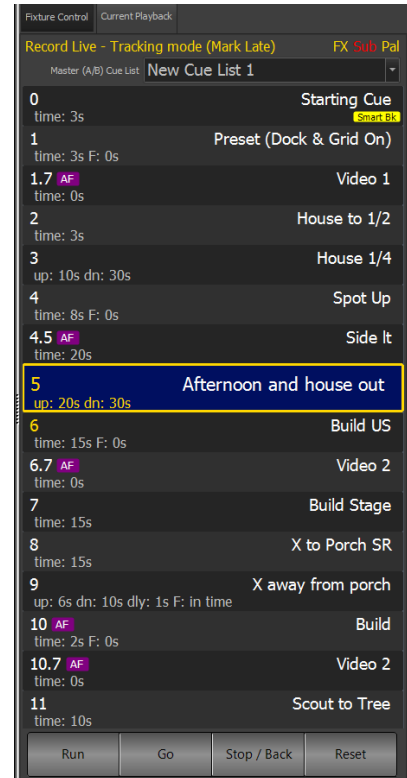 Fixture Control Current Playback
Record Live - Tracking mode (Mark Late) FX Sub Pal
Master (A/B) Cue List New Cue List 1
0 Starting Cue
time: 3s Smart Bk
1 Preset (Dock & Grid On)
time: 3s F: 0s
1.7 AF Video 1
time: 0s
2 House to 1/2
time: 3s
3 House 1/4
up: 10s dn: 30s
4 Spot Up
time: 8s F: 0s
4.5 AF Side lt
time: 20s
5 Afternoon and house out
up: 20s dn: 30s
6 Build US
time: 15s F: 0s
6.7 AF Video 2
time: 0s
7 Build Stage
time: 15s
8 X to Porch SR
time: 15s
9 X away from porch
up: 6s dn: 10s dly: 1s F: in time
10 AF Build
time: 2s F: 0s
10.7 AF Video 2
time: 0s
11 Scout to Tree
time: 10s
Run Go Stop / Back Reset